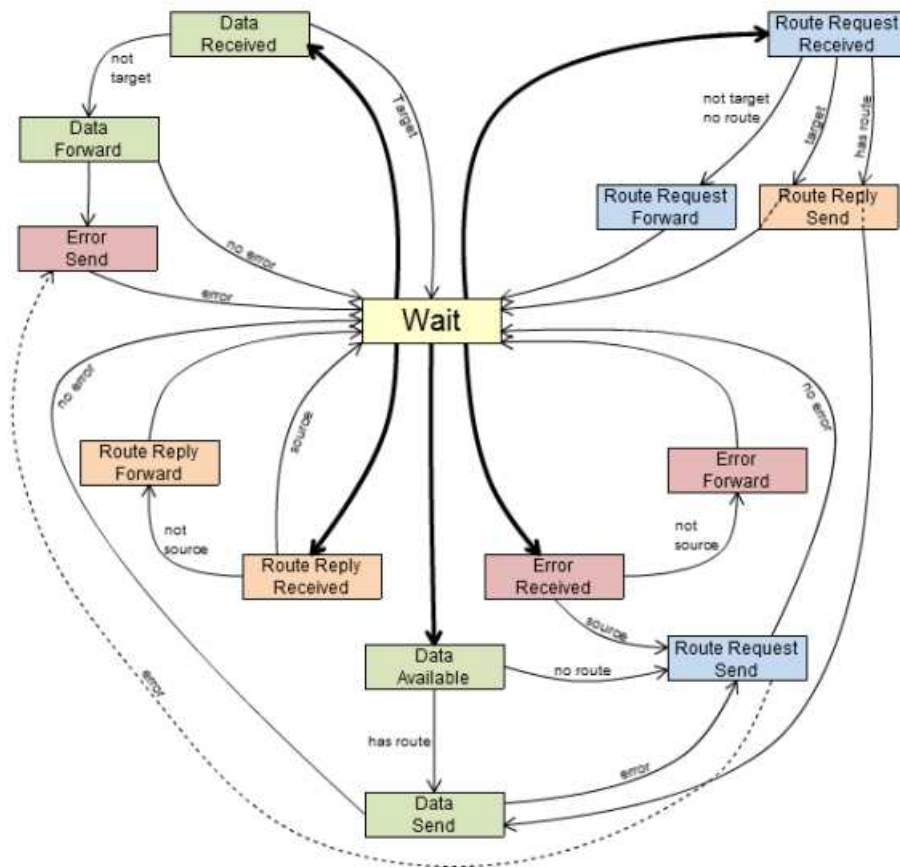 Data
Received
Route Request
Received
not
target
Target
not target
no route
target
has route
Data
Forward
Route Request
Forward
Route Reply
Send
Error
Send
no error
error
Wait
no error
source
no error
Route Reply
Forward
Error
Forward
not
source
not
source
Route Reply
Received
Error
Received
source
Route Request
Send
Data
Available
no route
error
has route
error
Data
Send